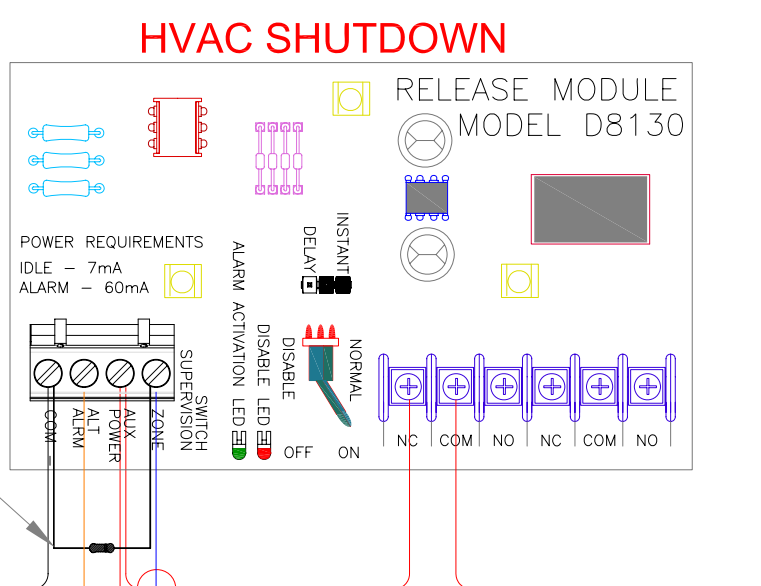 HVAC SHUTDOWN
RELEASE MODULE
MODEL D8130
POWER REQUIREMENTS
IDLE - 7mA
ALARM - 60mA
INSTANT
DELAY
ALARM ACTIVATION LED
DISABLE LED
DISABLE
NORMAL
OFF
ON
SWITCH
SUPERVISION
COM -
ALT
ALRM
AUX
POWER
ZONE
NC
COM
NO
NC
COM
NO